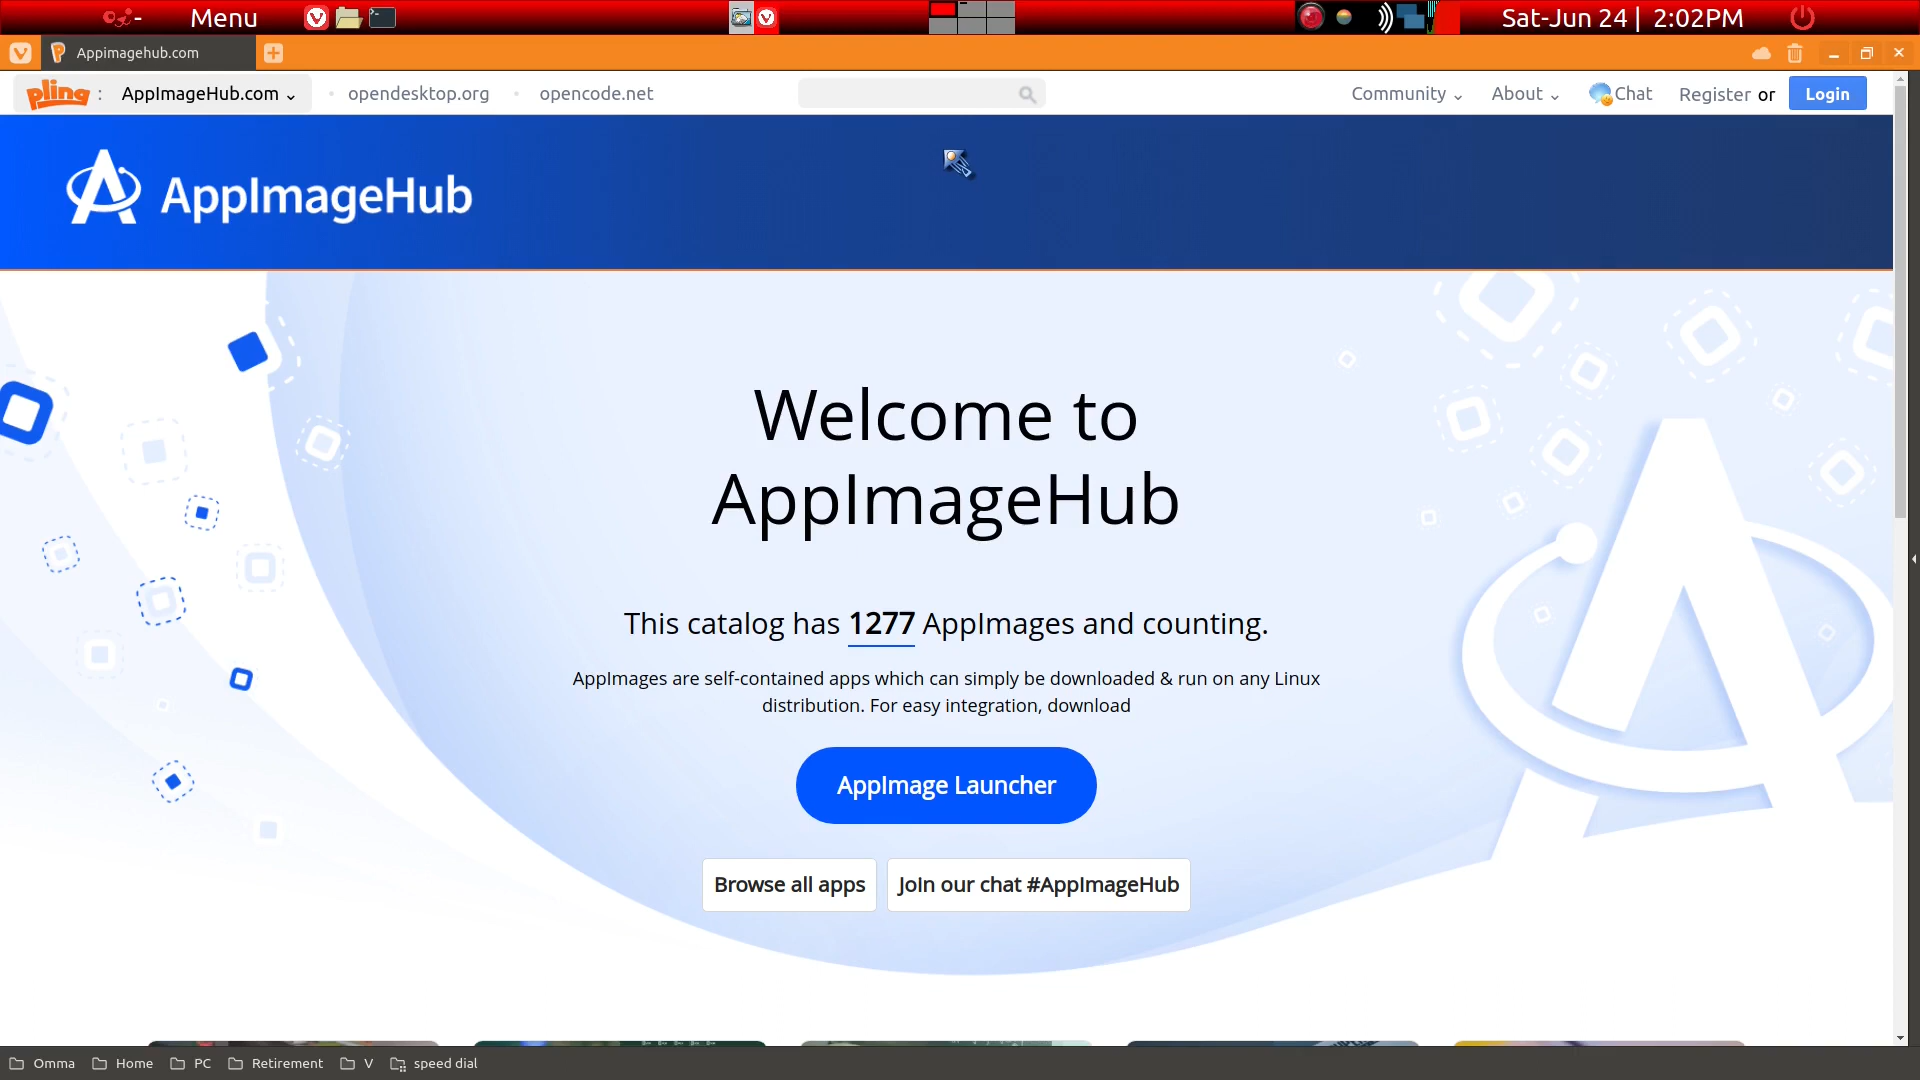 Menu
Sat-Jun 24 | 2:02PM
Appimagehub.com
pling : AppImageHub.com opendesktop.org opencode.net Community About Chat Register or Login
AppImageHub
Welcome to
AppImageHub
This catalog has 1277 AppImages and counting.
AppImages are self-contained apps which can simply be downloaded & run on any Linux
distribution. For easy integration, download
AppImage Launcher
Browse all apps
Join our chat #AppImageHub
Omma Home PC Retirement V speed dial